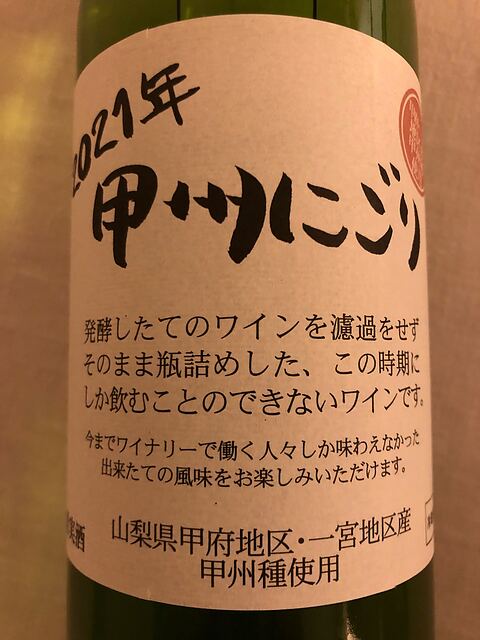 2021年
甲州にごり
発酵したてのワインを濾過をせず
そのまま瓶詰めした、この時期に
しか飲むことのできないワインです。
今までワイナリーで働く人々しか味わえなかった
出来たての風味をお楽しみいただけます。
実酒
山梨県甲府地区・一宮地区産
甲州種使用